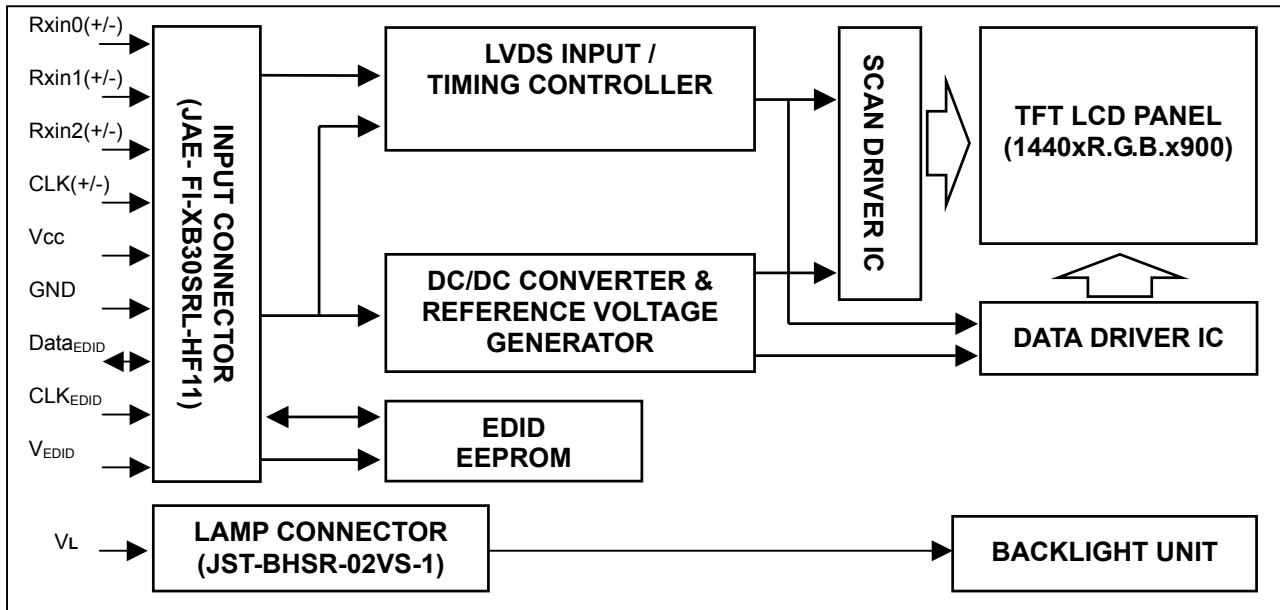 Rxin0(+/-)
Rxin1(+/-)
Rxin2(+/-)
CLK(+/-)
Vcc
GND
DataEDID
CLKEDID
VEDID
VL
INPUT CONNECTOR
(JAE- FI-XB30SRL-HF11)
LVDS INPUT /
TIMING CONTROLLER
DC/DC CONVERTER &
REFERENCE VOLTAGE
GENERATOR
EDID
EEPROM
SCAN DRIVER IC
TFT LCD PANEL
(1440xR.G.B.x900)
DATA DRIVER IC
LAMP CONNECTOR
(JST-BHSR-02VS-1)
BACKLIGHT UNIT